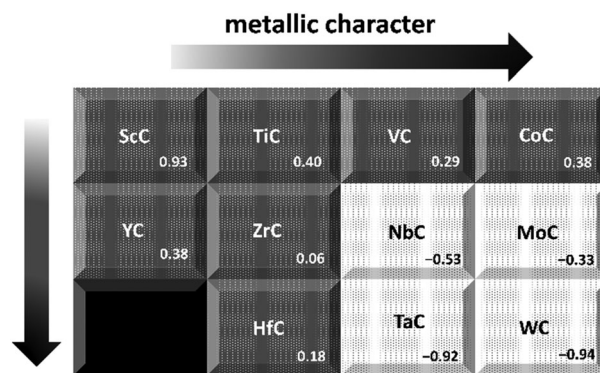 metallic character
ScC TiC VC CoC
0.93 0.40 0.29 0.38
YC ZrC NbC MoC
0.38 0.06 −0.53 −0.33
HfC TaC WC
0.18 −0.92 −0.94